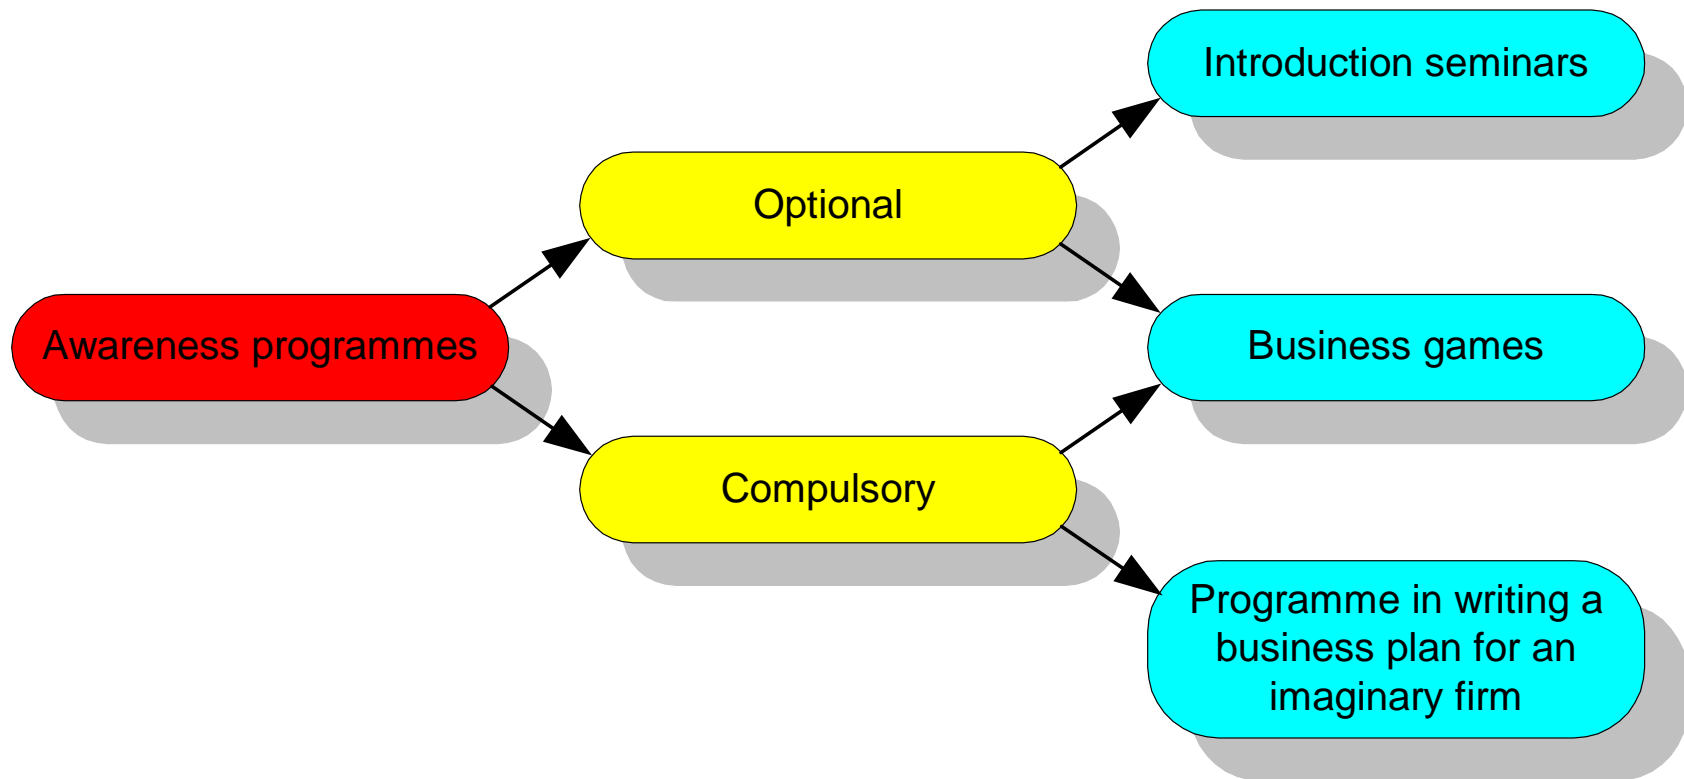 Introduction seminars
Optional
Awareness programmes
Business games
Compulsory
Programme in writing a
business plan for an
imaginary firm